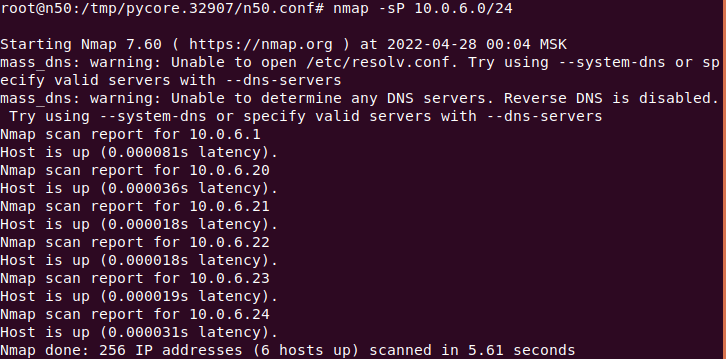 root@n50:/tmp/pycore.32907/n50.conf# nmap -sP 10.0.6.0/24
Starting Nmap 7.60 ( https://nmap.org ) at 2022-04-28 00:04 MSK
mass_dns: warning: Unable to open /etc/resolv.conf. Try using --system-dns or sp
ecify valid servers with --dns-servers
mass_dns: warning: Unable to determine any DNS servers. Reverse DNS is disabled.
 Try using --system-dns or specify valid servers with --dns-servers
Nmap scan report for 10.0.6.1
Host is up (0.000081s latency).
Nmap scan report for 10.0.6.20
Host is up (0.000036s latency).
Nmap scan report for 10.0.6.21
Host is up (0.000018s latency).
Nmap scan report for 10.0.6.22
Host is up (0.000018s latency).
Nmap scan report for 10.0.6.23
Host is up (0.000019s latency).
Nmap scan report for 10.0.6.24
Host is up (0.000031s latency).
Nmap done: 256 IP addresses (6 hosts up) scanned in 5.61 seconds